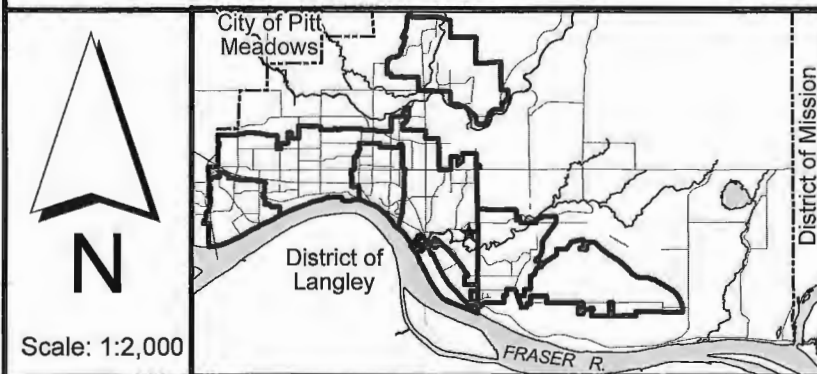 N
Scale: 1:2,000
City of Pitt
Meadows
District of
Langley
FRASER R.
District of Mission